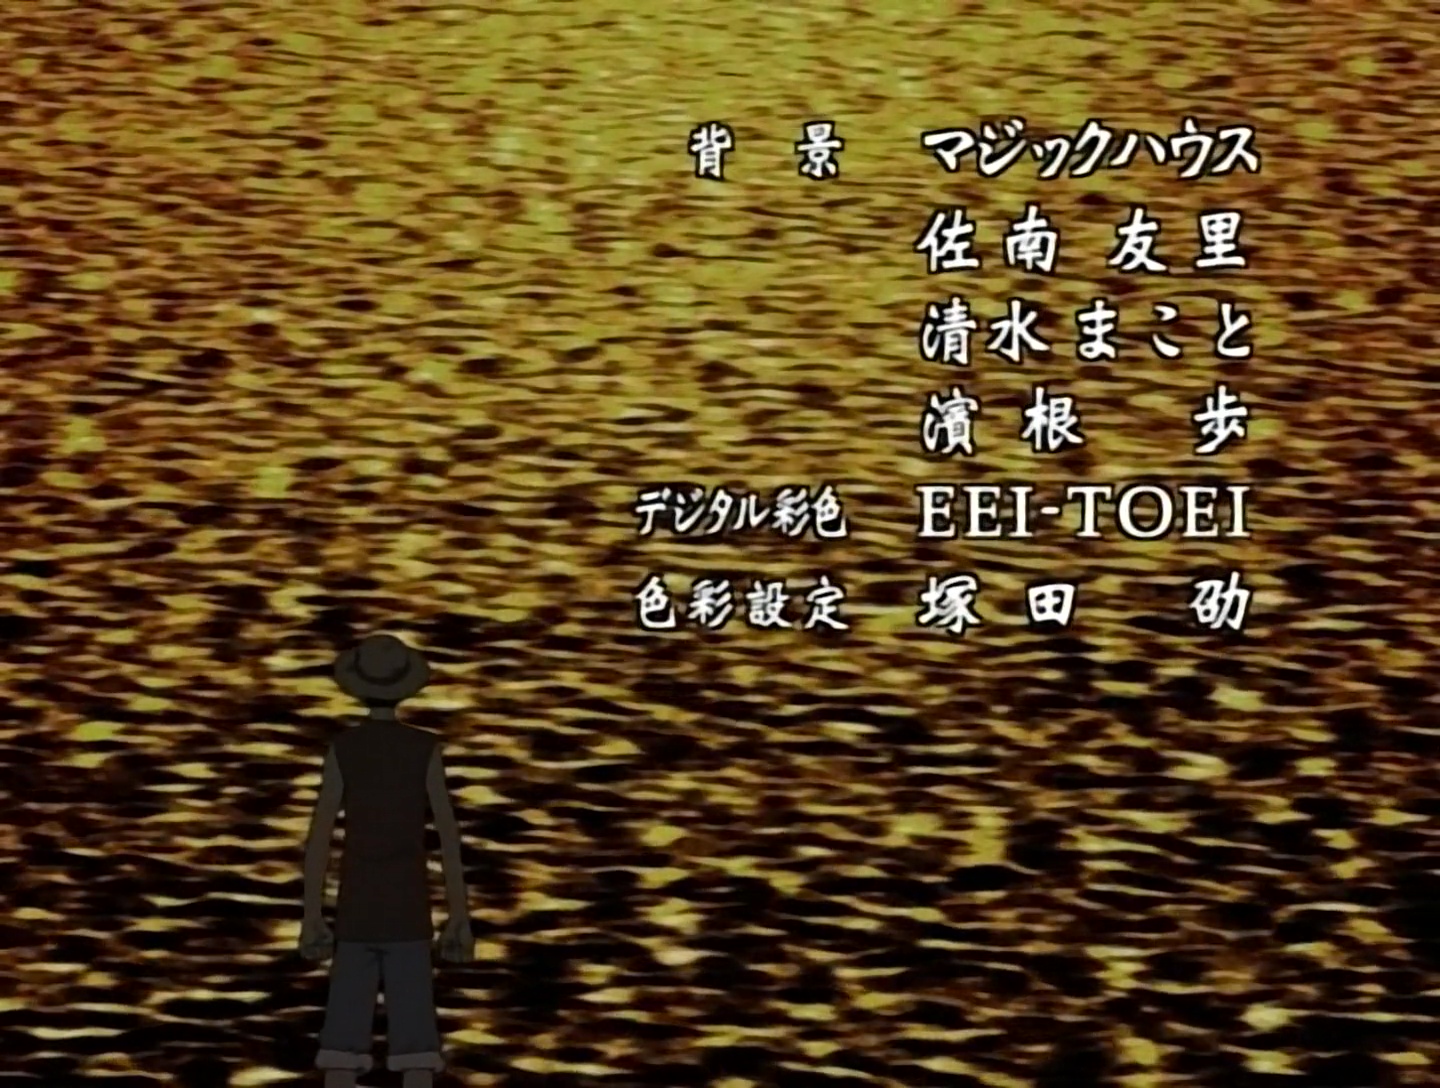 背景 マジックハウス
佐南 友里
清水 まこと
濱根 歩
デジタル彩色 EEI-TOEI
色彩設定 塚田 劭